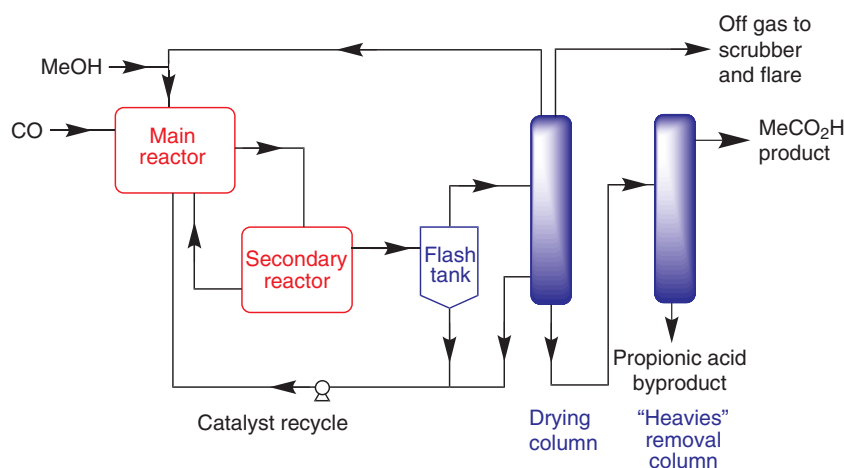 Off gas to
scrubber
and flare
MeOH
CO
Main
reactor
MeCO₂H
product
Secondary
reactor
Flash
tank
Propionic acid
byproduct
Catalyst recycle
Drying
column
“Heavies”
removal
column